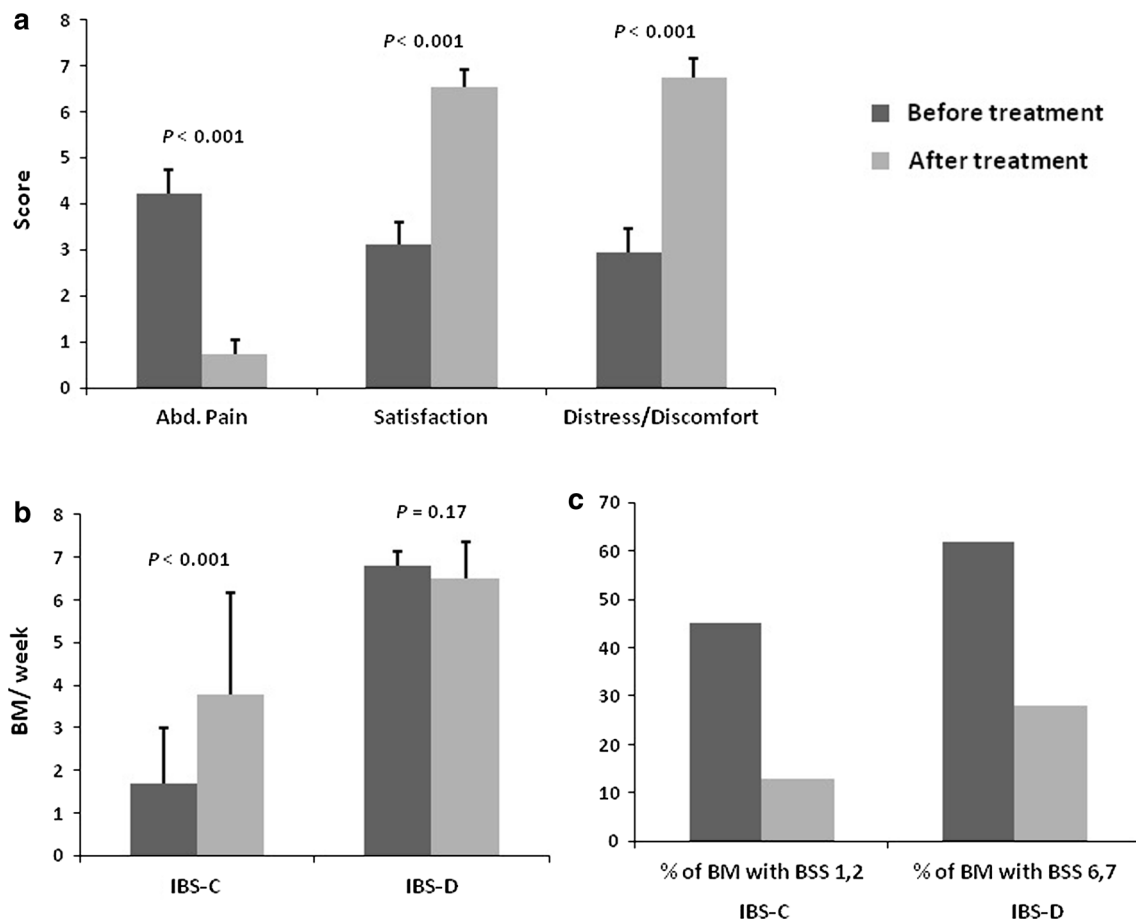 a
8
7
6
5
4
3
2
1
0
Score
P < 0.001
P < 0.001
P < 0.001
Abd. Pain
Satisfaction
Distress/Discomfort
Before treatment
After treatment
b
8
7
6
5
4
3
2
1
0
BM/ week
P < 0.001
P = 0.17
IBS-C
IBS-D
c
70
60
50
40
30
20
10
0
% of BM with BSS 1,2
% of BM with BSS 6,7
IBS-C
IBS-D